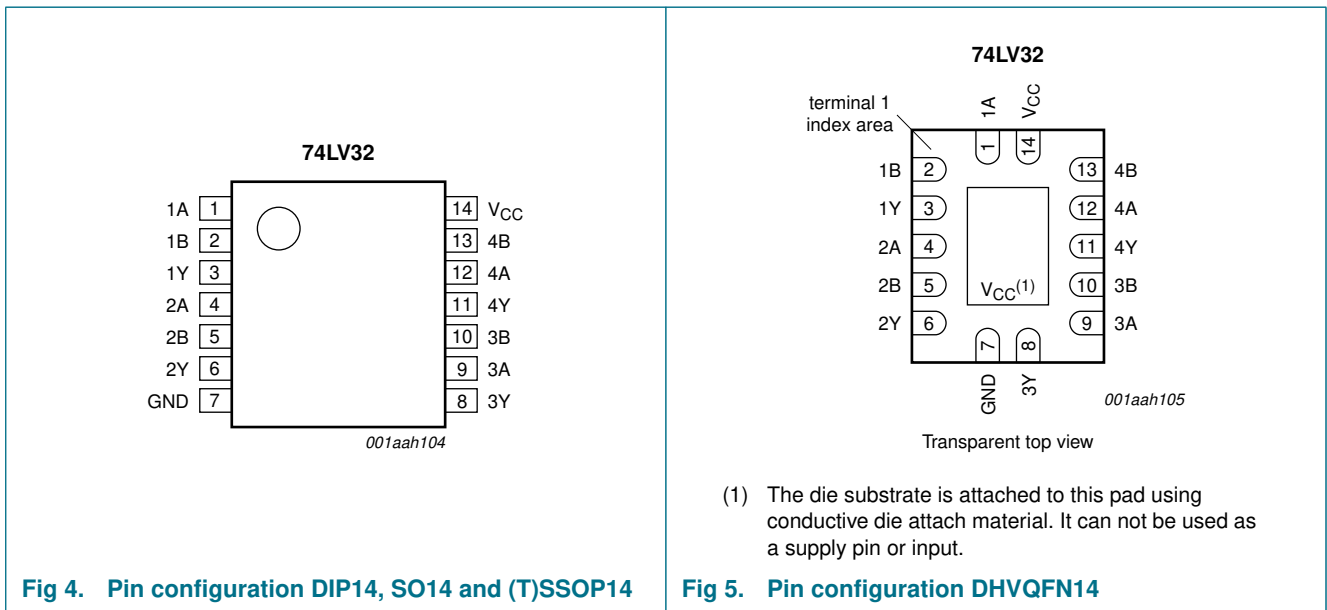 74LV32
1A 1 14 VCC
1B 2 13 4B
1Y 3 12 4A
2A 4 11 4Y
2B 5 10 3B
2Y 6 9 3A
GND 7 8 3Y
001aah104
Fig 4. Pin configuration DIP14, SO14 and (T)SSOP14
74LV32
terminal 1
index area
1A VCC
1 14
1B 2 13 4B
1Y 3 12 4A
2A 4 11 4Y
2B 5 VCC(1) 10 3B
2Y 6 9 3A
7 8
GND 3Y
001aah105
Transparent top view
(1) The die substrate is attached to this pad using
conductive die attach material. It can not be used as
a supply pin or input.
Fig 5. Pin configuration DHVQFN14